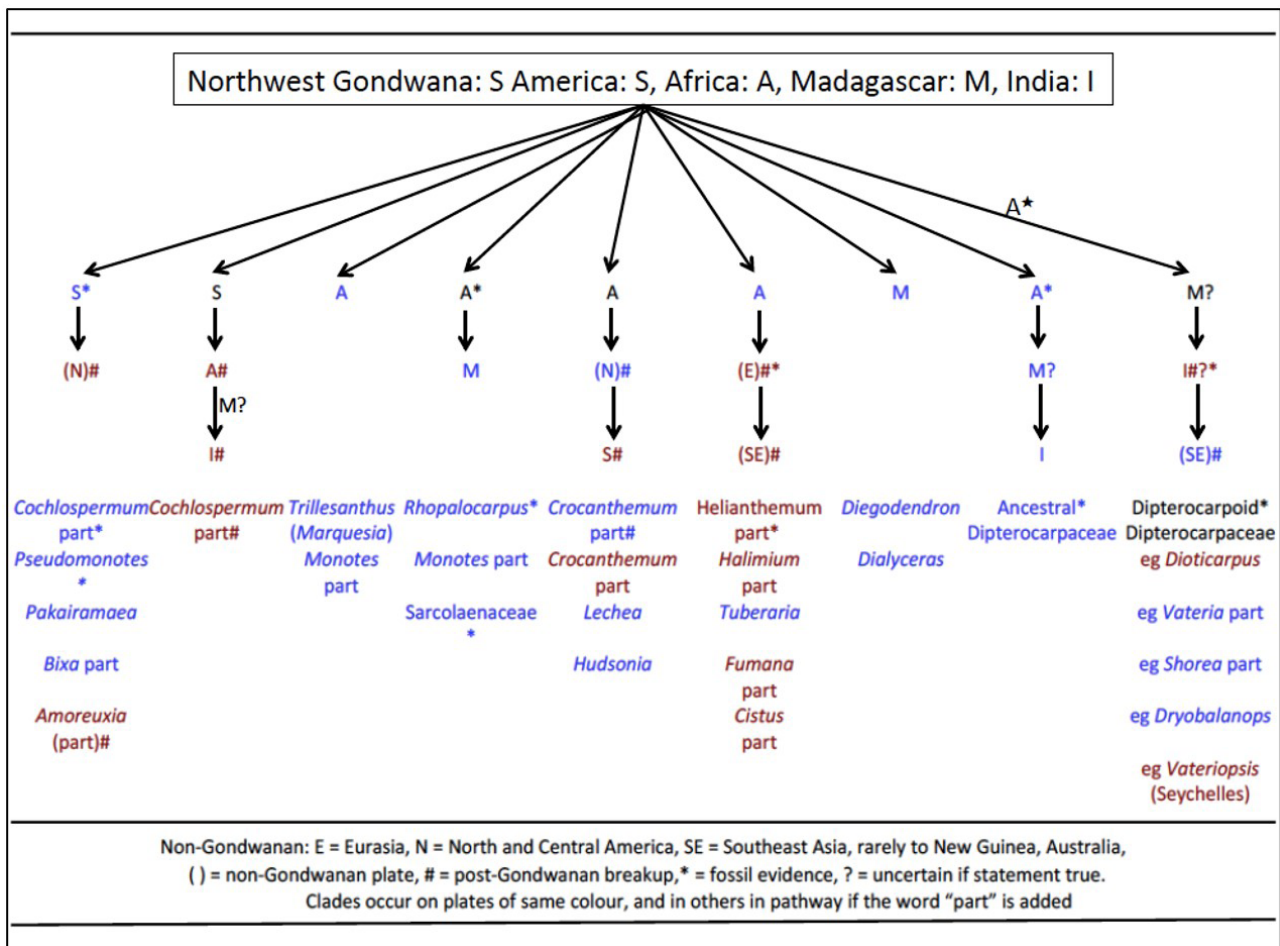 Northwest Gondwana: S America: S, Africa: A, Madagascar: M, India: I
A★
S* S A A* A A M A* M?
(N)# A# M (N)# (E)#* M? I#?*
M?
I# S# (SE)# I (SE)#
Cochlospermum Cochlospermum Trillesanthus Rhopalocarpus* Crocanthemum Helianthemum Diegodendron Ancestral* Dipterocarpoid*
part* part# (Marquesia) part# part* Dipterocarpaceae Dipterocarpaceae
Pseudomonotes Monotes Monotes part Crocanthemum Halimium Dialyceras eg Dioticarpus
* part part part
Pakairamaea Sarcolaenaceae Lechea Tuberaria eg Vateria part
*
Bixa part Hudsonia Fumana eg Shorea part
part
Amoreuxia Cistus eg Dryobalanops
(part)# part
eg Vateriopsis
(Seychelles)
Non-Gondwanan: E = Eurasia, N = North and Central America, SE = Southeast Asia, rarely to New Guinea, Australia,
( ) = non-Gondwanan plate, # = post-Gondwanan breakup,* = fossil evidence, ? = uncertain if statement true.
Clades occur on plates of same colour, and in others in pathway if the word “part” is added